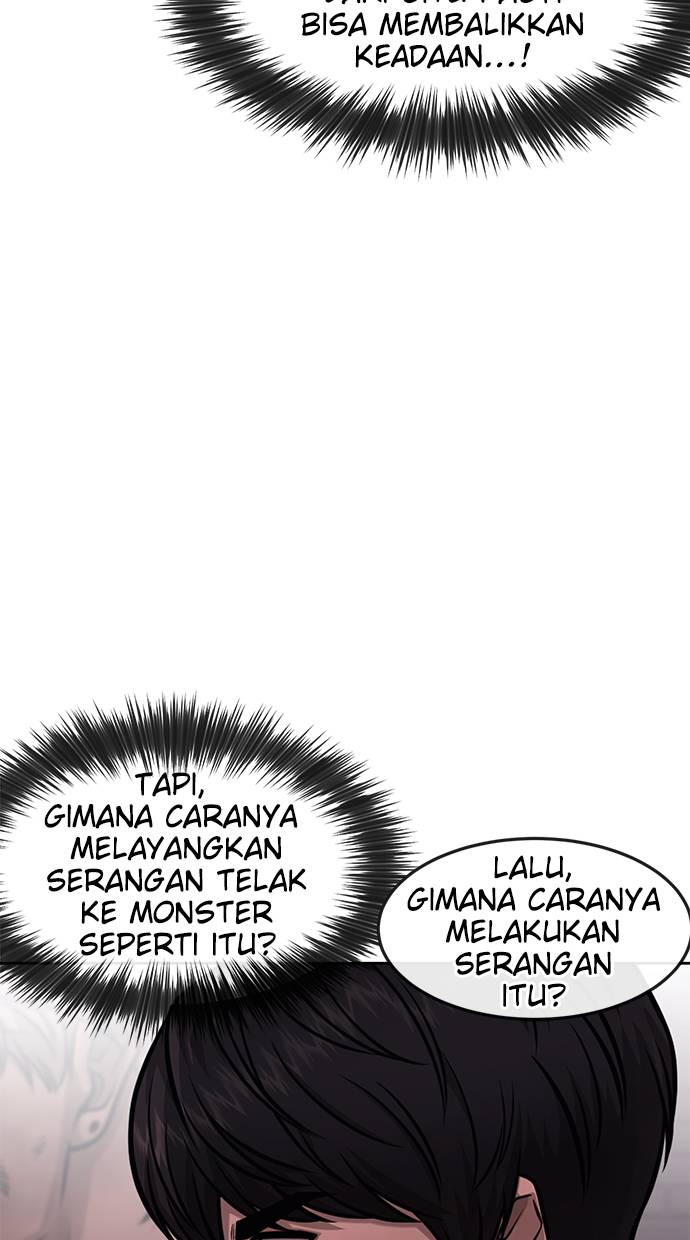 BISA MEMBALIKKAN
KEADAAN...!
TAPI,
GIMANA CARANYA
MELAYANGKAN
SERANGAN TELAK
KE MONSTER
SEPERTI ITU?
LALU,
GIMANA CARANYA
MELAKUKAN
SERANGAN
ITU?